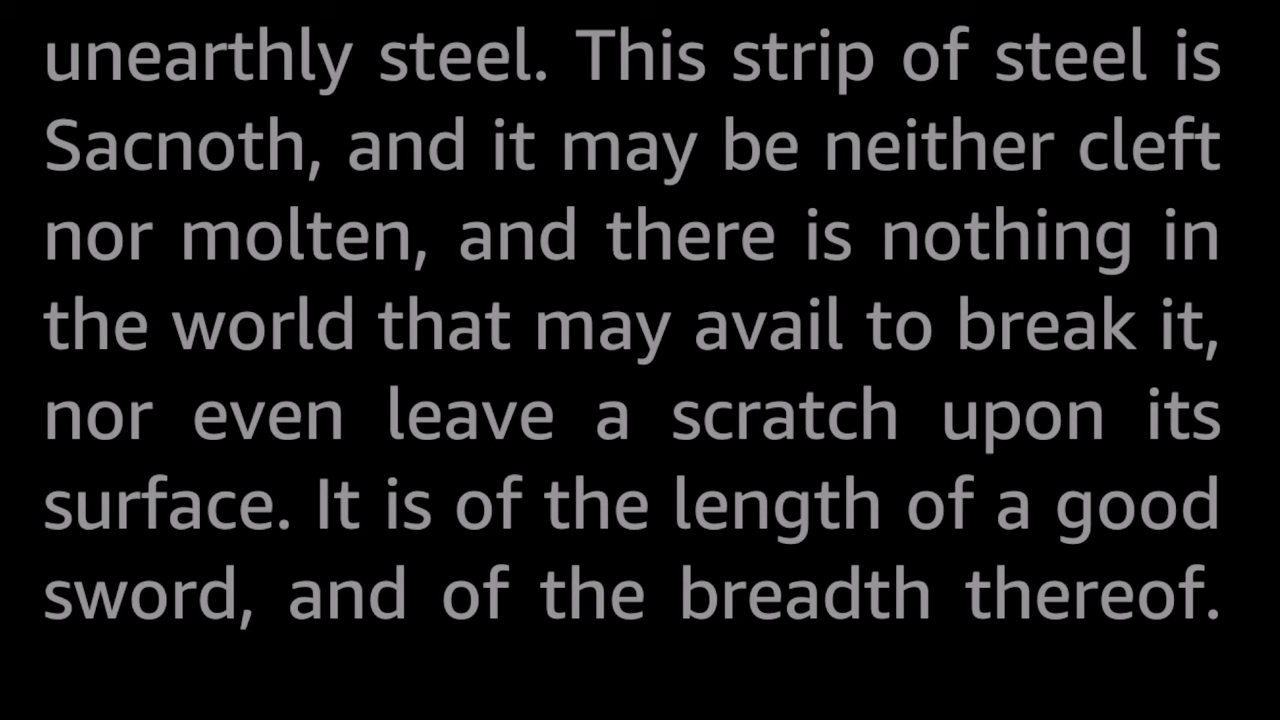 unearthly steel. This strip of steel is
Sacnoth, and it may be neither cleft
nor molten, and there is nothing in
the world that may avail to break it,
nor even leave a scratch upon its
surface. It is of the length of a good
sword, and of the breadth thereof.